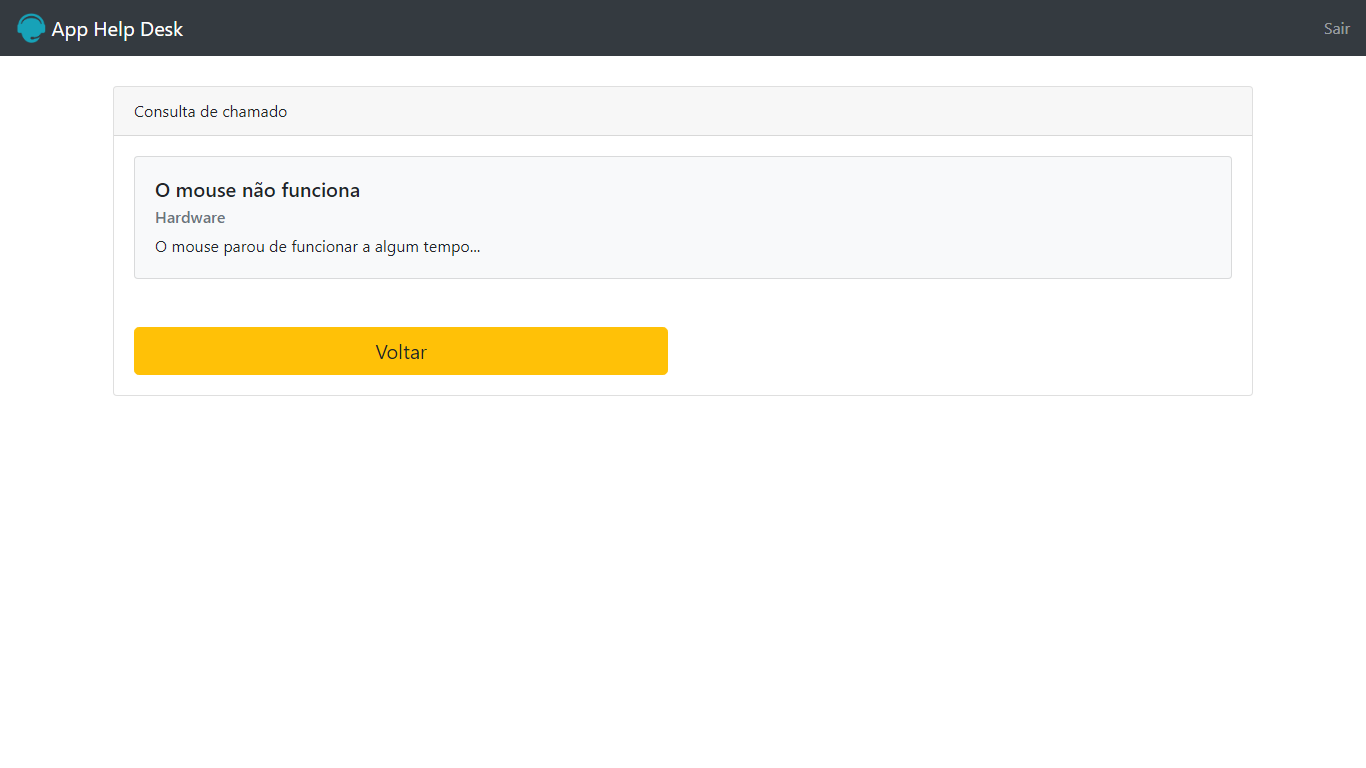 App Help Desk
Sair
Consulta de chamado
O mouse não funciona
Hardware
O mouse parou de funcionar a algum tempo...
Voltar